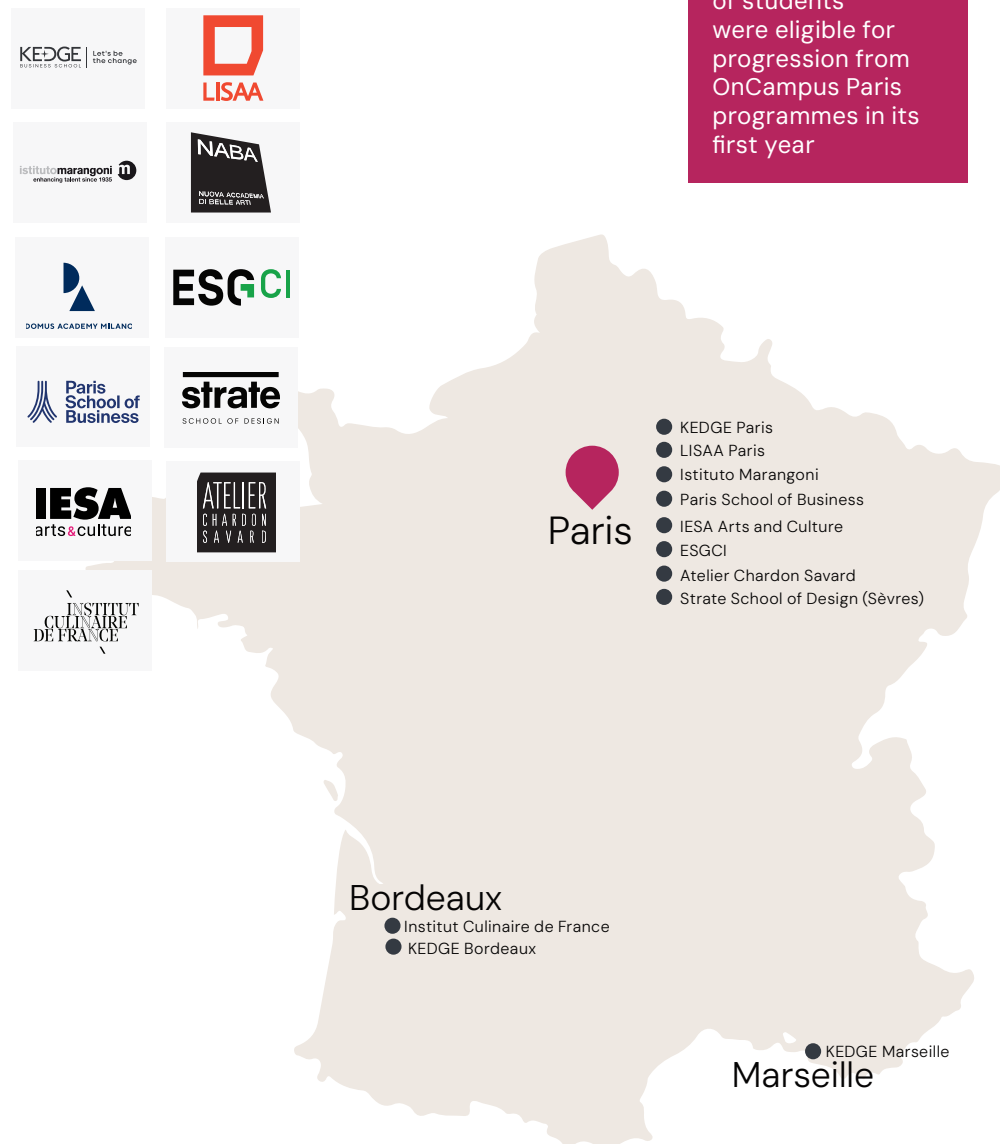 of students
were eligible for
progression from
OnCampus Paris
programmes in its
first year
KEDGE
BUSINESS SCHOOL
Let's be
the change
LISAA
istitutomarangoni m
enhancing talent since 1935
NABA
NUOVA ACCADEMIA
DI BELLE ARTI
DOMUS ACADEMY MILANO
ESGCI
Paris
School of
Business
strate
SCHOOL OF DESIGN
IESA
arts&culture
ATELIER
CHARDON
SAVARD
INSTITUT
CULINAIRE
DE FRANCE
Paris
KEDGE Paris
LISAA Paris
Istituto Marangoni
Paris School of Business
IESA Arts and Culture
ESGCI
Atelier Chardon Savard
Strate School of Design (Sèvres)
Bordeaux
Institut Culinaire de France
KEDGE Bordeaux
KEDGE Marseille
Marseille